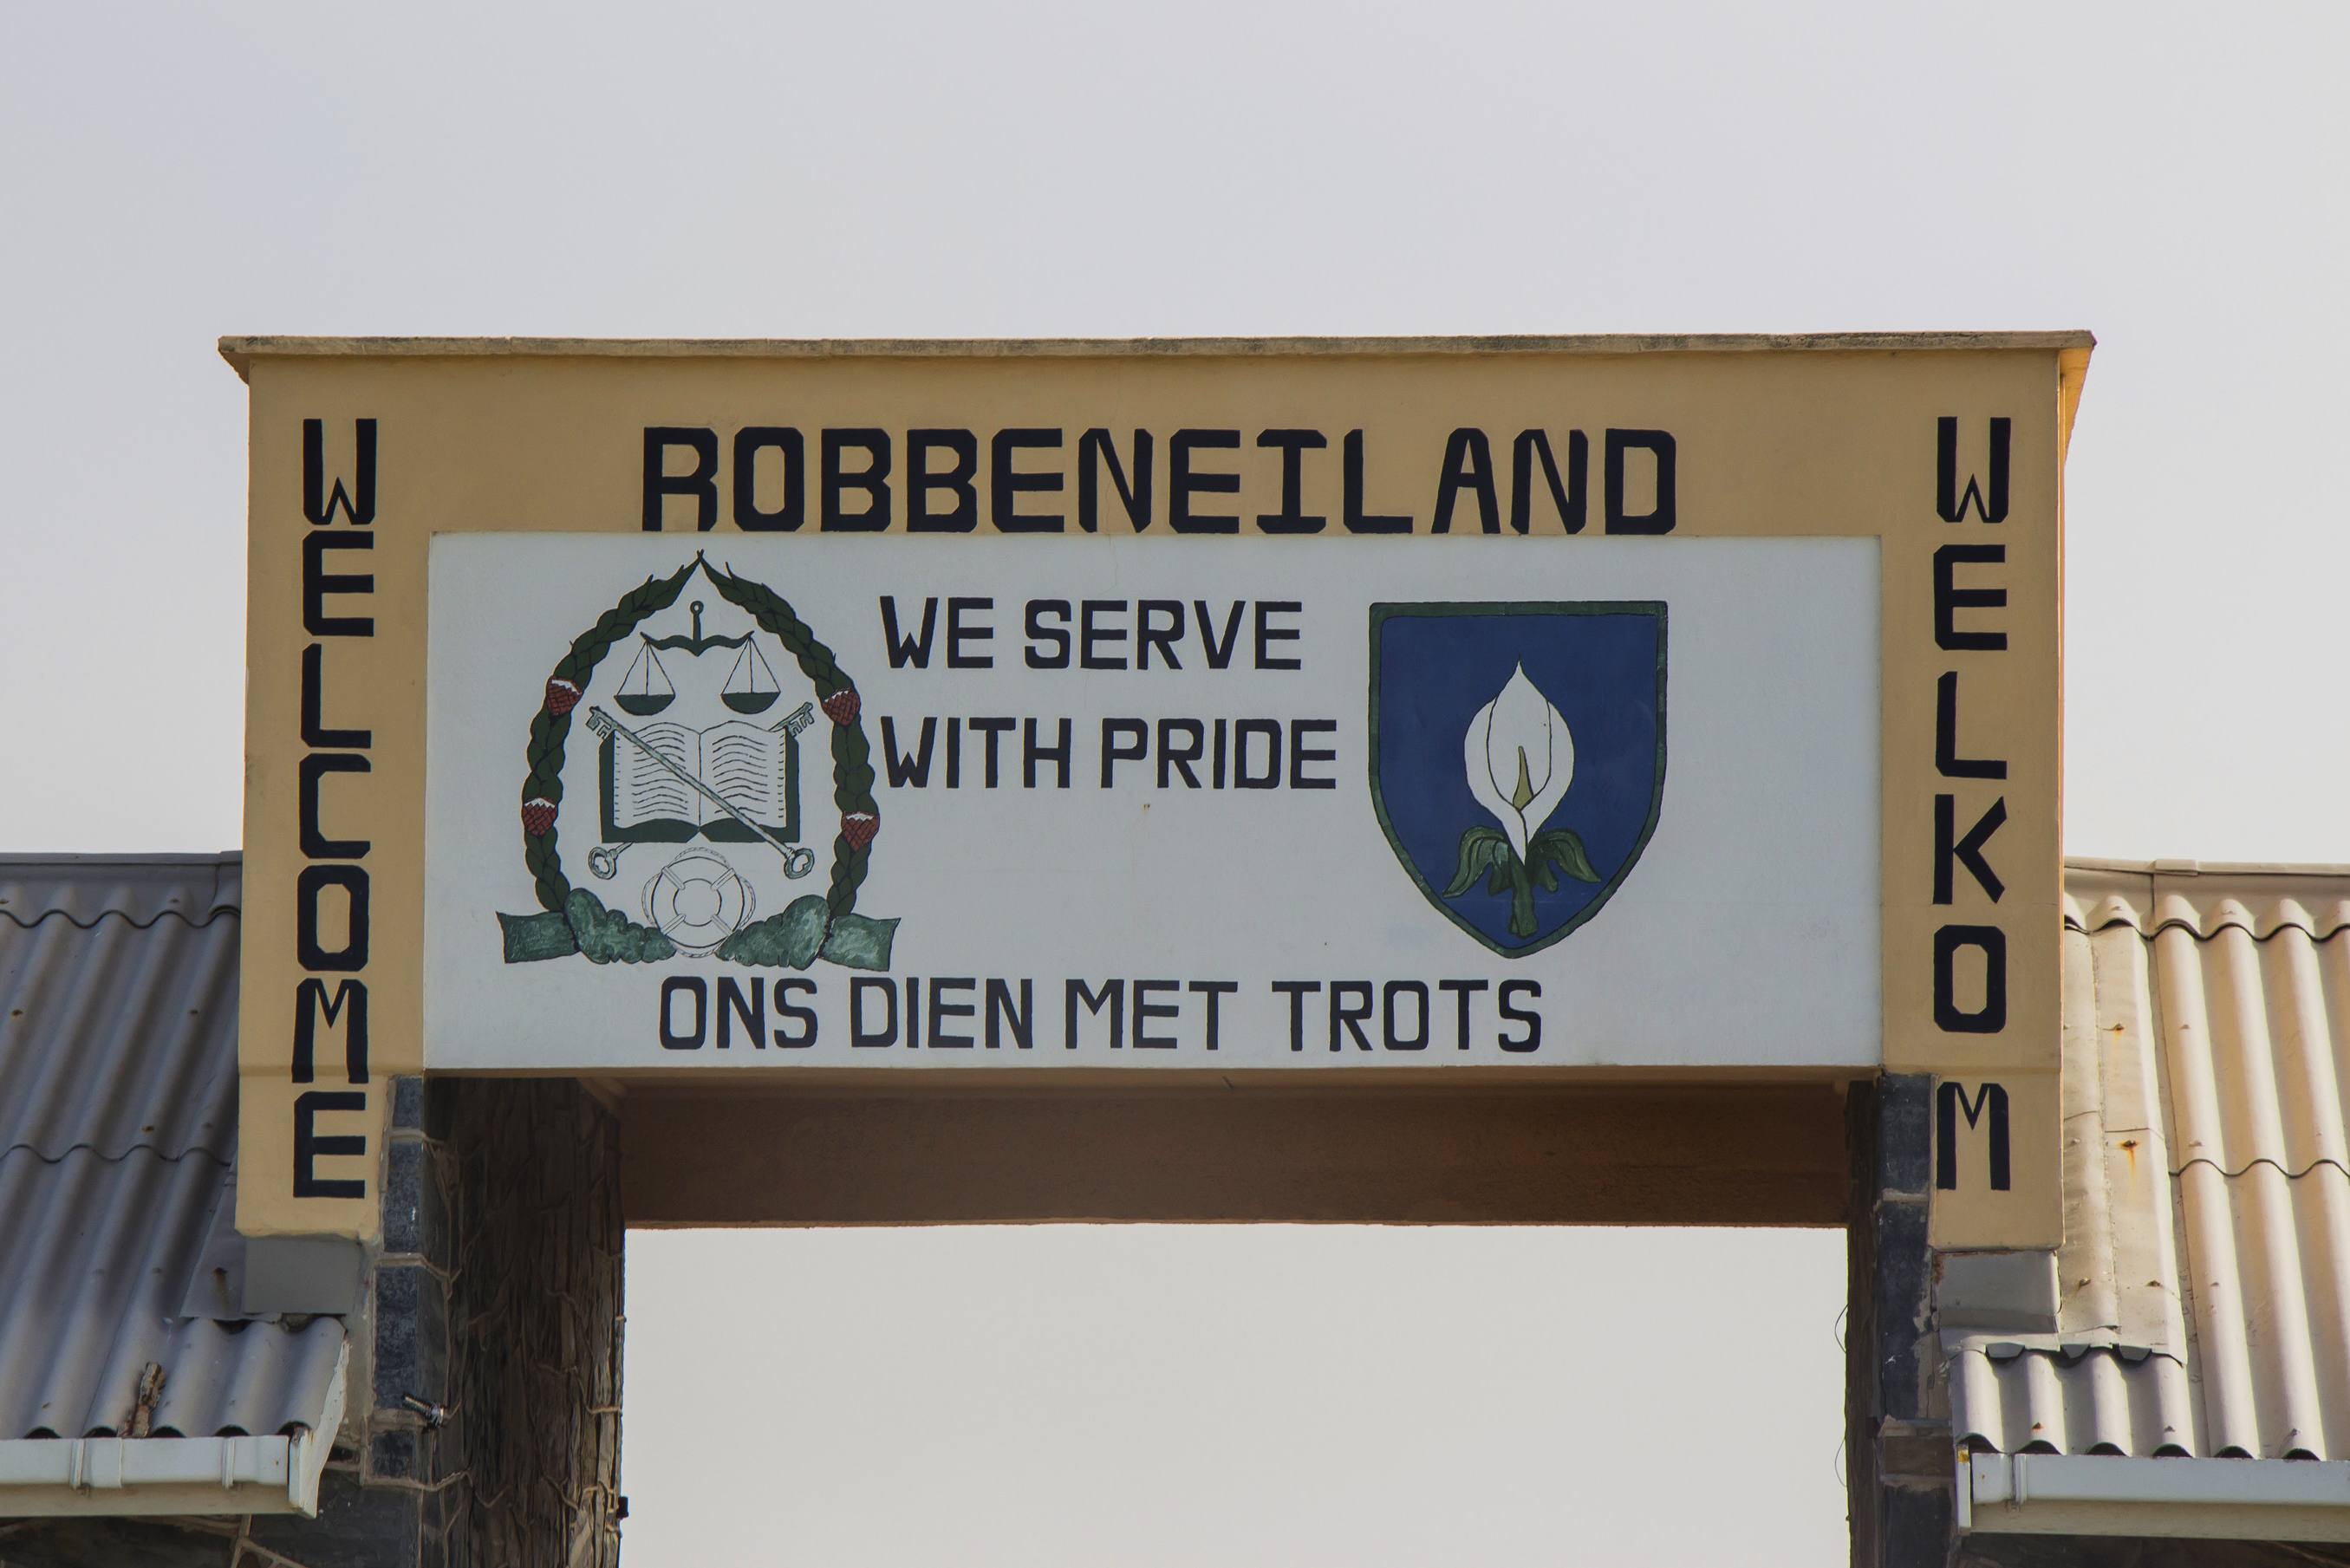 WELCOME
ROBBENEILAND
WE SERVE
WITH PRIDE
ONS DIEN MET TROTS
WELKOM